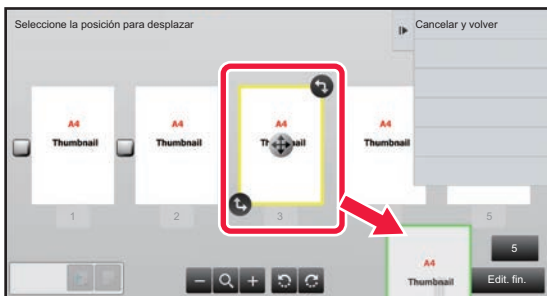 Seleccione la posición para desplazar
Cancelar y volver
A4
Thumbnail
A4
Thumbnail
A4
Thumbnail
A4
Thumbnail
1
2
3
5
5
A4
Thumbnail
Edit. fin.